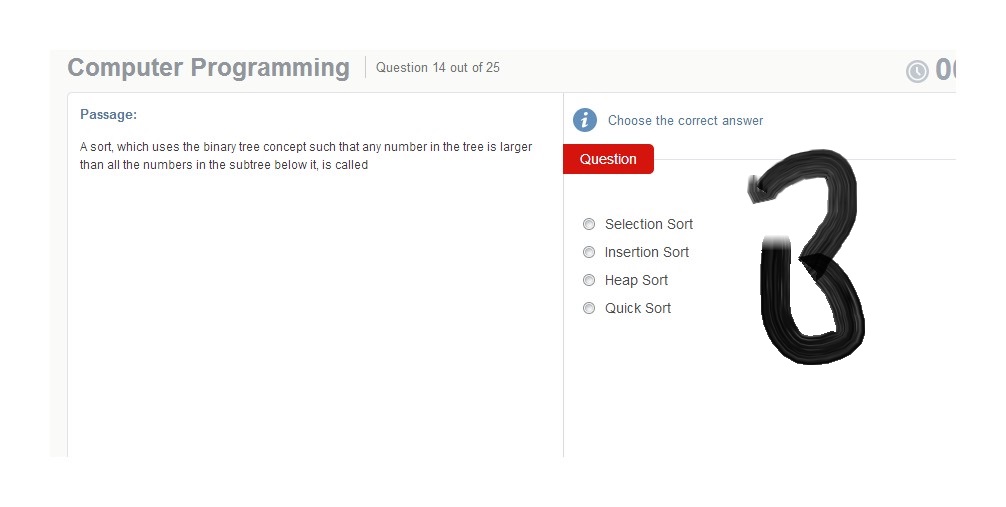 Computer Programming
Question 14 out of 25
Passage:
A sort, which uses the binary tree concept such that any number in the tree is larger
than all the numbers in the subtree below it, is called
Choose the correct answer
Question
Selection Sort
Insertion Sort
Heap Sort
Quick Sort
3